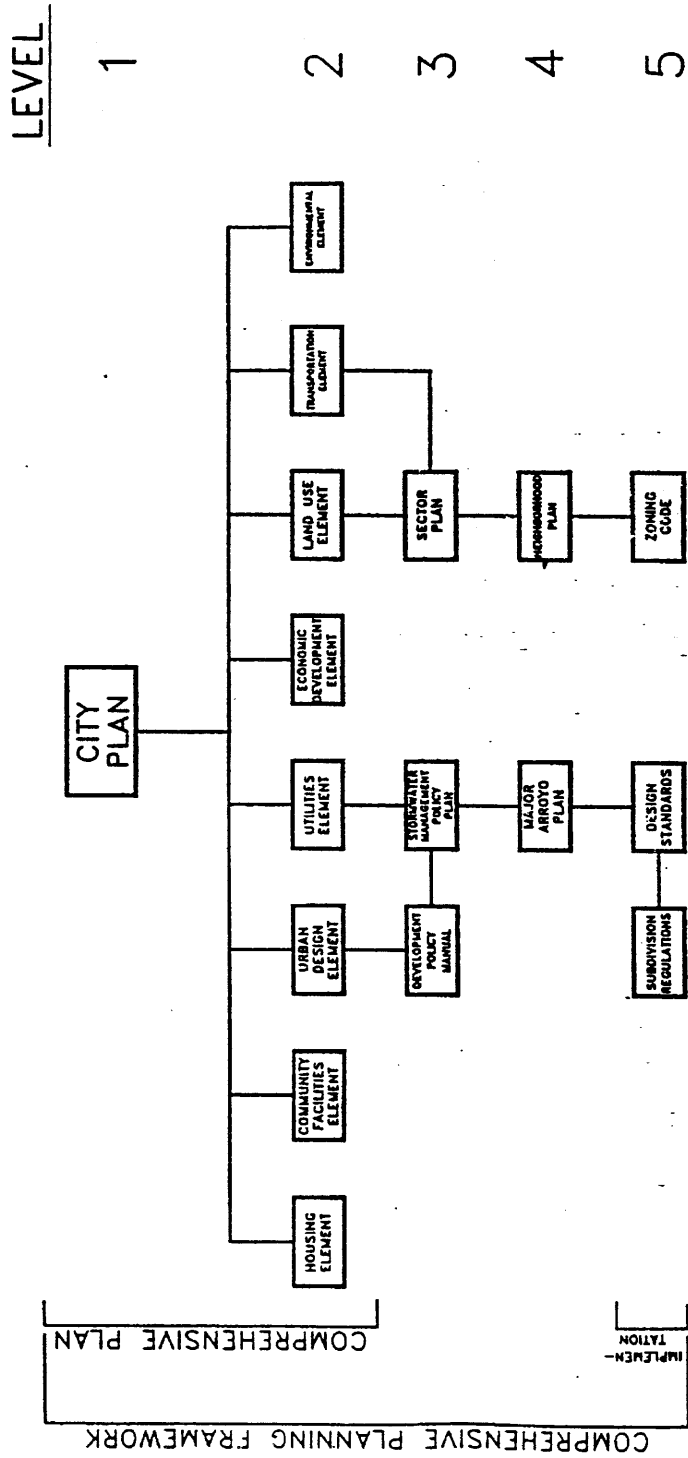 LEVEL
1
2
3
4
5
CITY
PLAN
HOUSING
ELEMENT
COMMUNITY
FACILITIES
ELEMENT
URBAN
DESIGN
ELEMENT
UTILITIES
ELEMENT
ECONOMIC
DEVELOPMENT
ELEMENT
LAND USE
ELEMENT
TRANSPORTATION
ELEMENT
ENVIRONMENTAL
ELEMENT
DEVELOPMENT
POLICY
MANUAL
STORMWATER
MANAGEMENT
POLICY
PLAN
SECTOR
PLAN
MAJOR
ARROYO
PLAN
NEIGHBORHOOD
PLAN
SUBDIVISION
REGULATIONS
DESIGN
STANDARDS
ZONING
CODE
COMPREHENSIVE PLAN
IMPLEMEN-
TATION
COMPREHENSIVE PLANNING FRAMEWORK